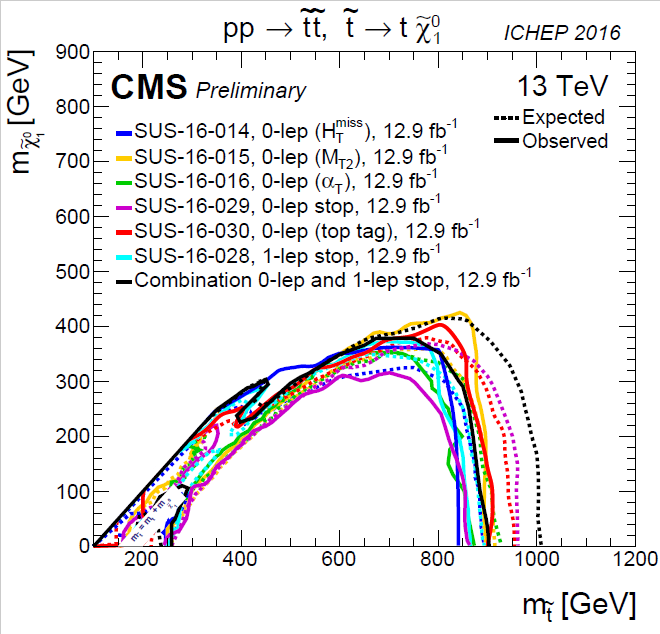 pp → t̃t̃, t̃ → t χ̃⁰₁ ICHEP 2016
m_χ̃⁰₁ [GeV]
900
800
700
600
500
400
300
200
100
0
CMS Preliminary 13 TeV
Expected
Observed
SUS-16-014, 0-lep (H_T^miss), 12.9 fb⁻¹
SUS-16-015, 0-lep (M_T2), 12.9 fb⁻¹
SUS-16-016, 0-lep (α_T), 12.9 fb⁻¹
SUS-16-029, 0-lep stop, 12.9 fb⁻¹
SUS-16-030, 0-lep (top tag), 12.9 fb⁻¹
SUS-16-028, 1-lep stop, 12.9 fb⁻¹
Combination 0-lep and 1-lep stop, 12.9 fb⁻¹
200 400 600 800 1000 1200
m_t̃ [GeV]